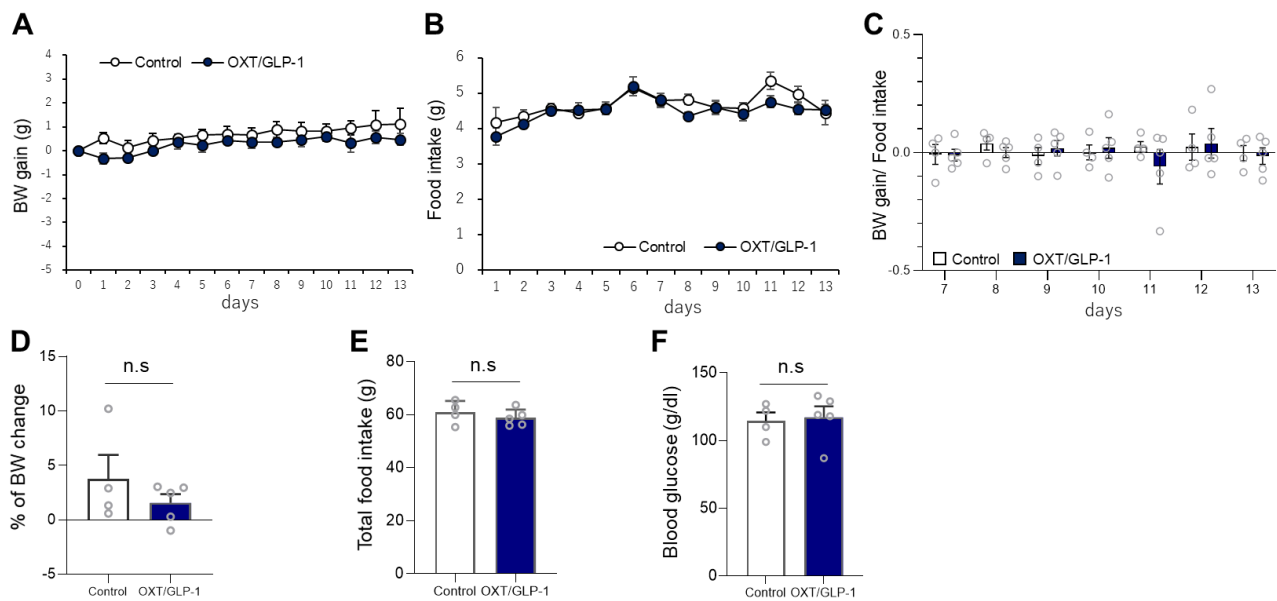 A
BW gain (g)
4
3
2
1
0
-1
-2
-3
-4
-5
Control
OXT/GLP-1
0 1 2 3 4 5 6 7 8 9 10 11 12 13
days
B
Food intake (g)
6
5
4
3
2
1
0
Control
OXT/GLP-1
1 2 3 4 5 6 7 8 9 10 11 12 13
days
C
BW gain/ Food intake
0.5
0.0
-0.5
Control
OXT/GLP-1
7 8 9 10 11 12 13
days
D
% of BW change
15
10
5
0
-5
n.s
Control OXT/GLP-1
E
Total food intake (g)
80
60
40
20
0
n.s
Control OXT/GLP-1
F
Blood glucose (g/dl)
150
100
50
0
n.s
Control OXT/GLP-1